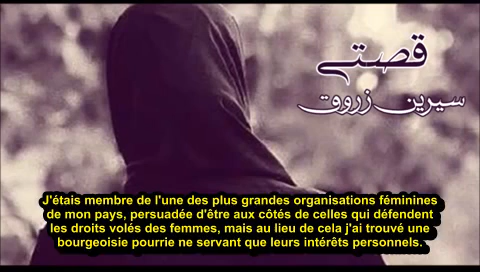 قصتي
سيرين زروق
J'étais membre de l'une des plus grandes organisations féminines
de mon pays, persuadée d'être aux côtés de celles qui défendent
les droits volés des femmes, mais au lieu de cela j'ai trouvé une
bourgeoisie pourrie ne servant que leurs intérêts personnels.